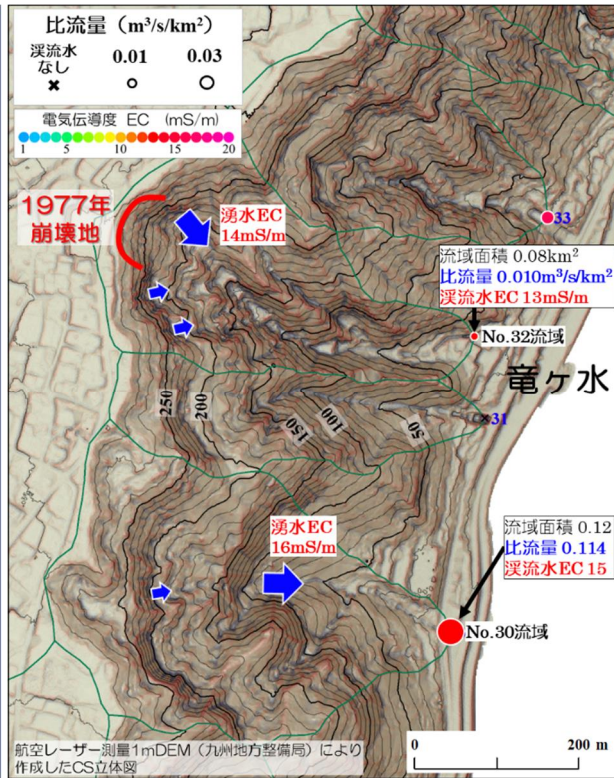 比流量（m³/s/km²）
渓流水
なし
0.01
0.03
電気伝導度 EC （mS/m）
1
5
10
15
20
1977年
崩壊地
湧水EC
14mS/m
33
流域面積 0.08km²
比流量 0.010m³/s/km²
渓流水EC 13mS/m
No.32流域
竜ヶ水
31
250
200
150
100
50
湧水EC
16mS/m
流域面積 0.12
比流量 0.114
渓流水EC 15
No.30流域
航空レーザー測量1mDEM（九州地方整備局）により
作成したCS立体図
0
200 m